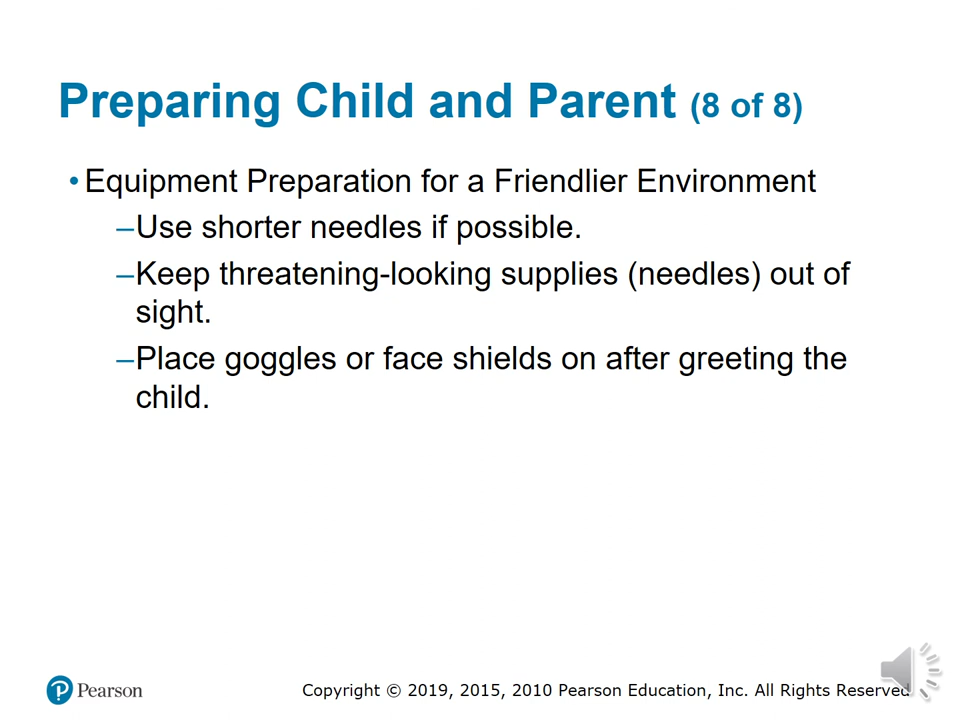 Preparing Child and Parent (8 of 8)
• Equipment Preparation for a Friendlier Environment
–Use shorter needles if possible.
–Keep threatening-looking supplies (needles) out of
sight.
–Place goggles or face shields on after greeting the
child.
Pearson
Copyright © 2019, 2015, 2010 Pearson Education, Inc. All Rights Reserved